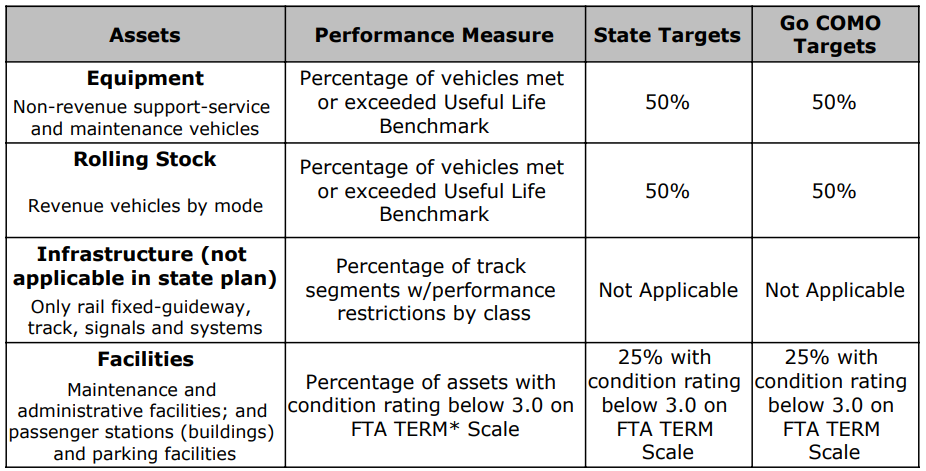 Assets
Performance Measure
State Targets
Go COMO
Targets
Equipment
Non-revenue support-service
and maintenance vehicles
Percentage of vehicles met
or exceeded Useful Life
Benchmark
50%
50%
Rolling Stock
Revenue vehicles by mode
Percentage of vehicles met
or exceeded Useful Life
Benchmark
50%
50%
Infrastructure (not
applicable in state plan)
Only rail fixed-guideway,
track, signals and systems
Percentage of track
segments w/performance
restrictions by class
Not Applicable
Not Applicable
Facilities
Maintenance and
administrative facilities; and
passenger stations (buildings)
and parking facilities
Percentage of assets with
condition rating below 3.0 on
FTA TERM* Scale
25% with
condition rating
below 3.0 on
FTA TERM
Scale
25% with
condition rating
below 3.0 on
FTA TERM
Scale